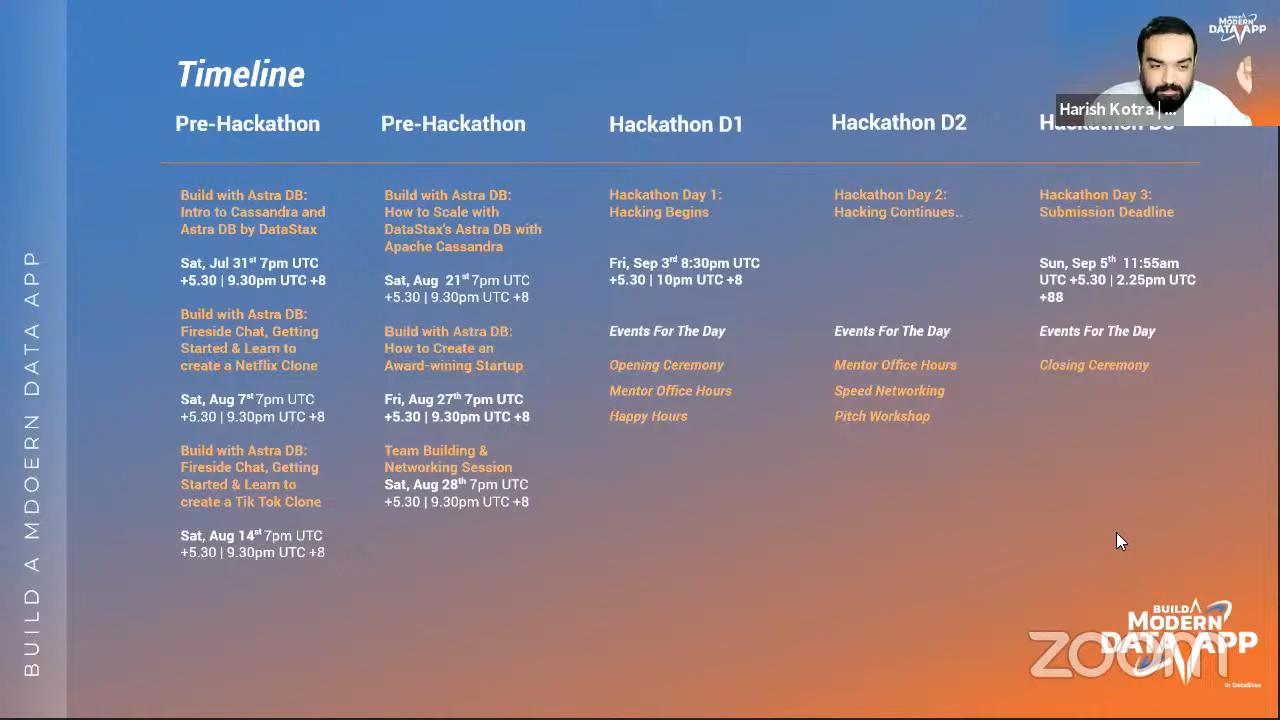 Timeline
Pre-Hackathon
Build with Astra DB:
Intro to Cassandra and
Astra DB by DataStax
Sat, Jul 31st 7pm UTC
+5.30 | 9.30pm UTC +8
Build with Astra DB:
Fireside Chat, Getting
Started & Learn to
create a Netflix Clone
Sat, Aug 7st 7pm UTC
+5.30 | 9.30pm UTC +8
Build with Astra DB:
Fireside Chat, Getting
Started & Learn to
create a Tik Tok Clone
Sat, Aug 14st 7pm UTC
+5.30 | 9.30pm UTC +8
Pre-Hackathon
Build with Astra DB:
How to Scale with
DataStax's Astra DB with
Apache Cassandra
Sat, Aug 21st 7pm UTC
+5.30 | 9.30pm UTC +8
Build with Astra DB:
How to Create an
Award-wining Startup
Fri, Aug 27th 7pm UTC
+5.30 | 9.30pm UTC +8
Team Building &
Networking Session
Sat, Aug 28th 7pm UTC
+5.30 | 9.30pm UTC +8
Hackathon D1
Hackathon Day 1:
Hacking Begins
Fri, Sep 3rd 8:30pm UTC
+5.30 | 10pm UTC +8
Events For The Day
Opening Ceremony
Mentor Office Hours
Happy Hours
Hackathon D2
Hackathon Day 2:
Hacking Continues..
Events For The Day
Mentor Office Hours
Speed Networking
Pitch Workshop
Hackathon Day 3:
Submission Deadline
Sun, Sep 5th 11:55am
UTC +5.30 | 2.25pm UTC
+88
Events For The Day
Closing Ceremony
Harish Kotra | ...
BUILD A
MODERN
DATA APP
BUILD A MDOERN DATA APP
BUILD A
MODERN
DATA APP
by DataStax
zoom